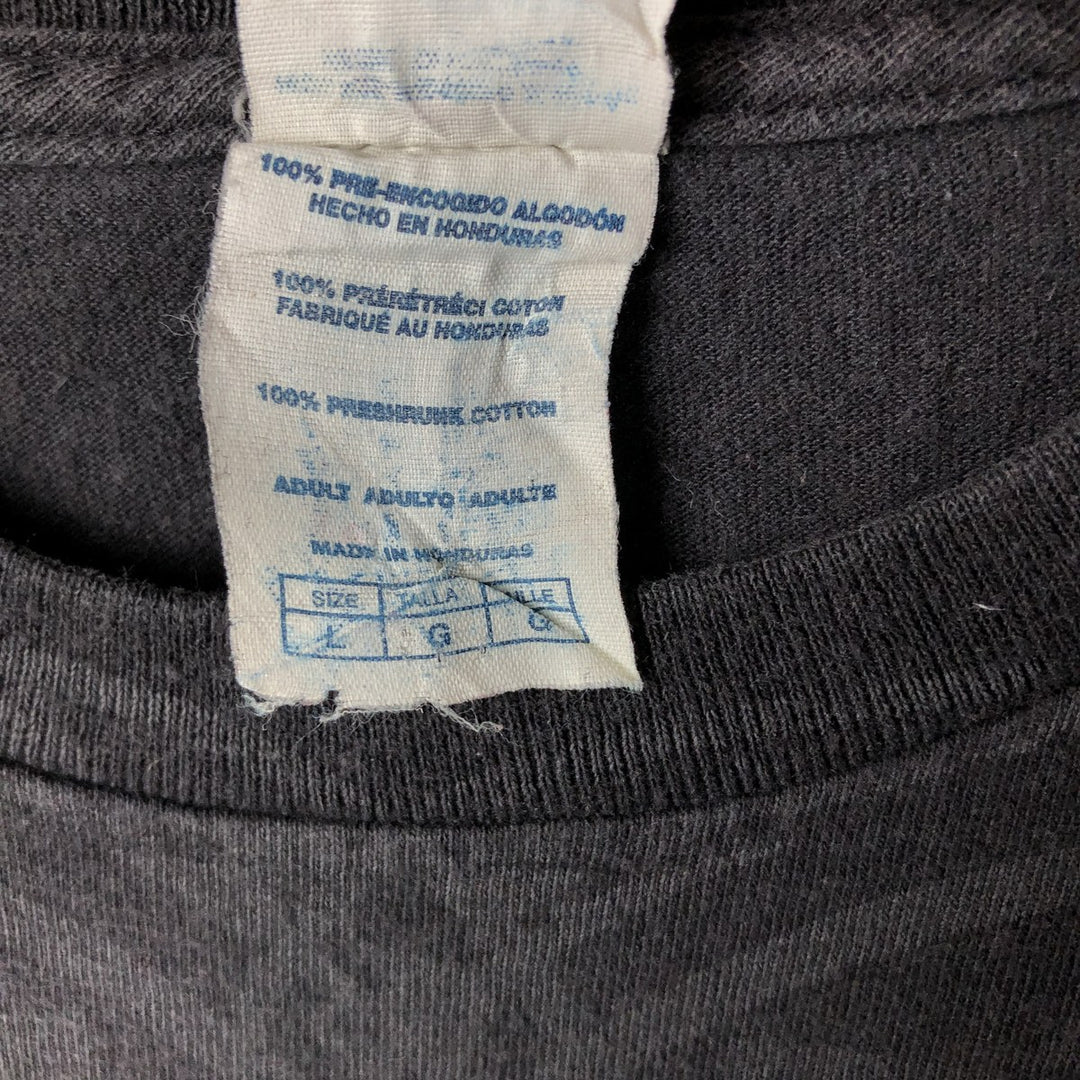 100% PRE-ENCOGIDO ALGODÓN
HECHO EN HONDURAS
100% PRÉRÉTRÉCI COTON
FABRIQUÉ AU HONDURAS
100% PRESHRUNK COTTON
ADULT ADULTO ADULTE
MADE IN HONDURAS
SIZE TALLA
L G G